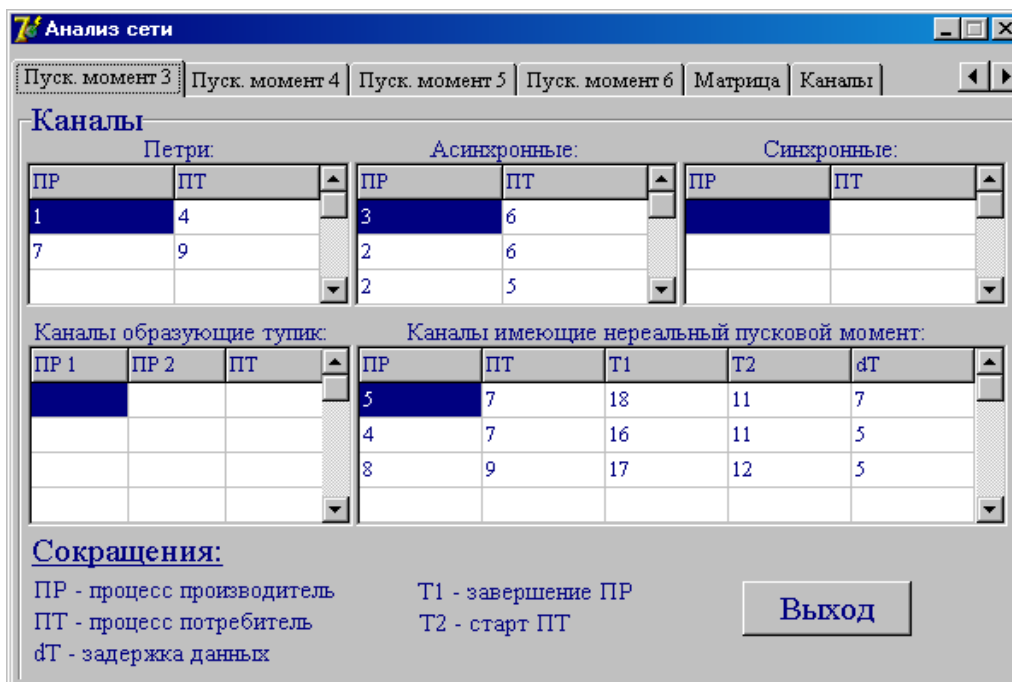 Анализ сети
Пуск. момент 3 Пуск. момент 4 Пуск. момент 5 Пуск. момент 6 Матрица Каналы
Каналы
Петри: Асинхронные: Синхронные:
ПР ПТ ПР ПТ ПР ПТ
1 4 3 6
7 9 2 6
2 5
Каналы образующие тупик: Каналы имеющие нереальный пусковой момент:
ПР 1 ПР 2 ПТ ПР ПТ T1 T2 dT
5 7 18 11 7
4 7 16 11 5
8 9 17 12 5
Сокращения:
ПР - процесс производитель T1 - завершение ПР
ПТ - процесс потребитель T2 - старт ПТ
dT - задержка данных
Выход